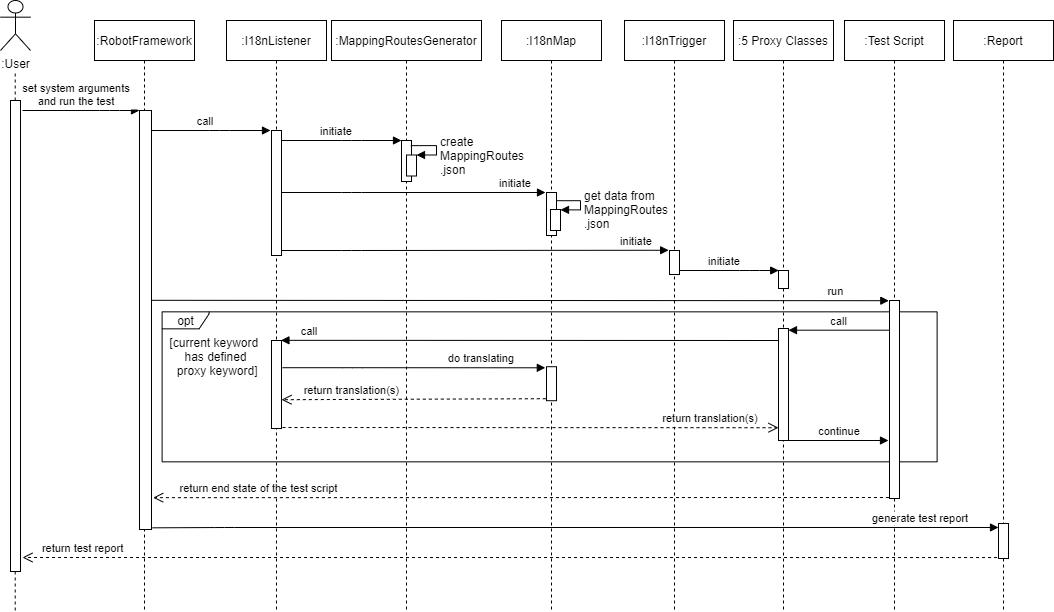 :User
:RobotFramework
:I18nListener
:MappingRoutesGenerator
:I18nMap
:I18nTrigger
:5 Proxy Classes
:Test Script
:Report
set system arguments
and run the test
call
initiate
create
MappingRoutes
.json
initiate
get data from
MappingRoutes
.json
initiate
initiate
run
opt
call
[current keyword
has defined
proxy keyword]
call
do translating
return translation(s)
return translation(s)
continue
return end state of the test script
generate test report
return test report